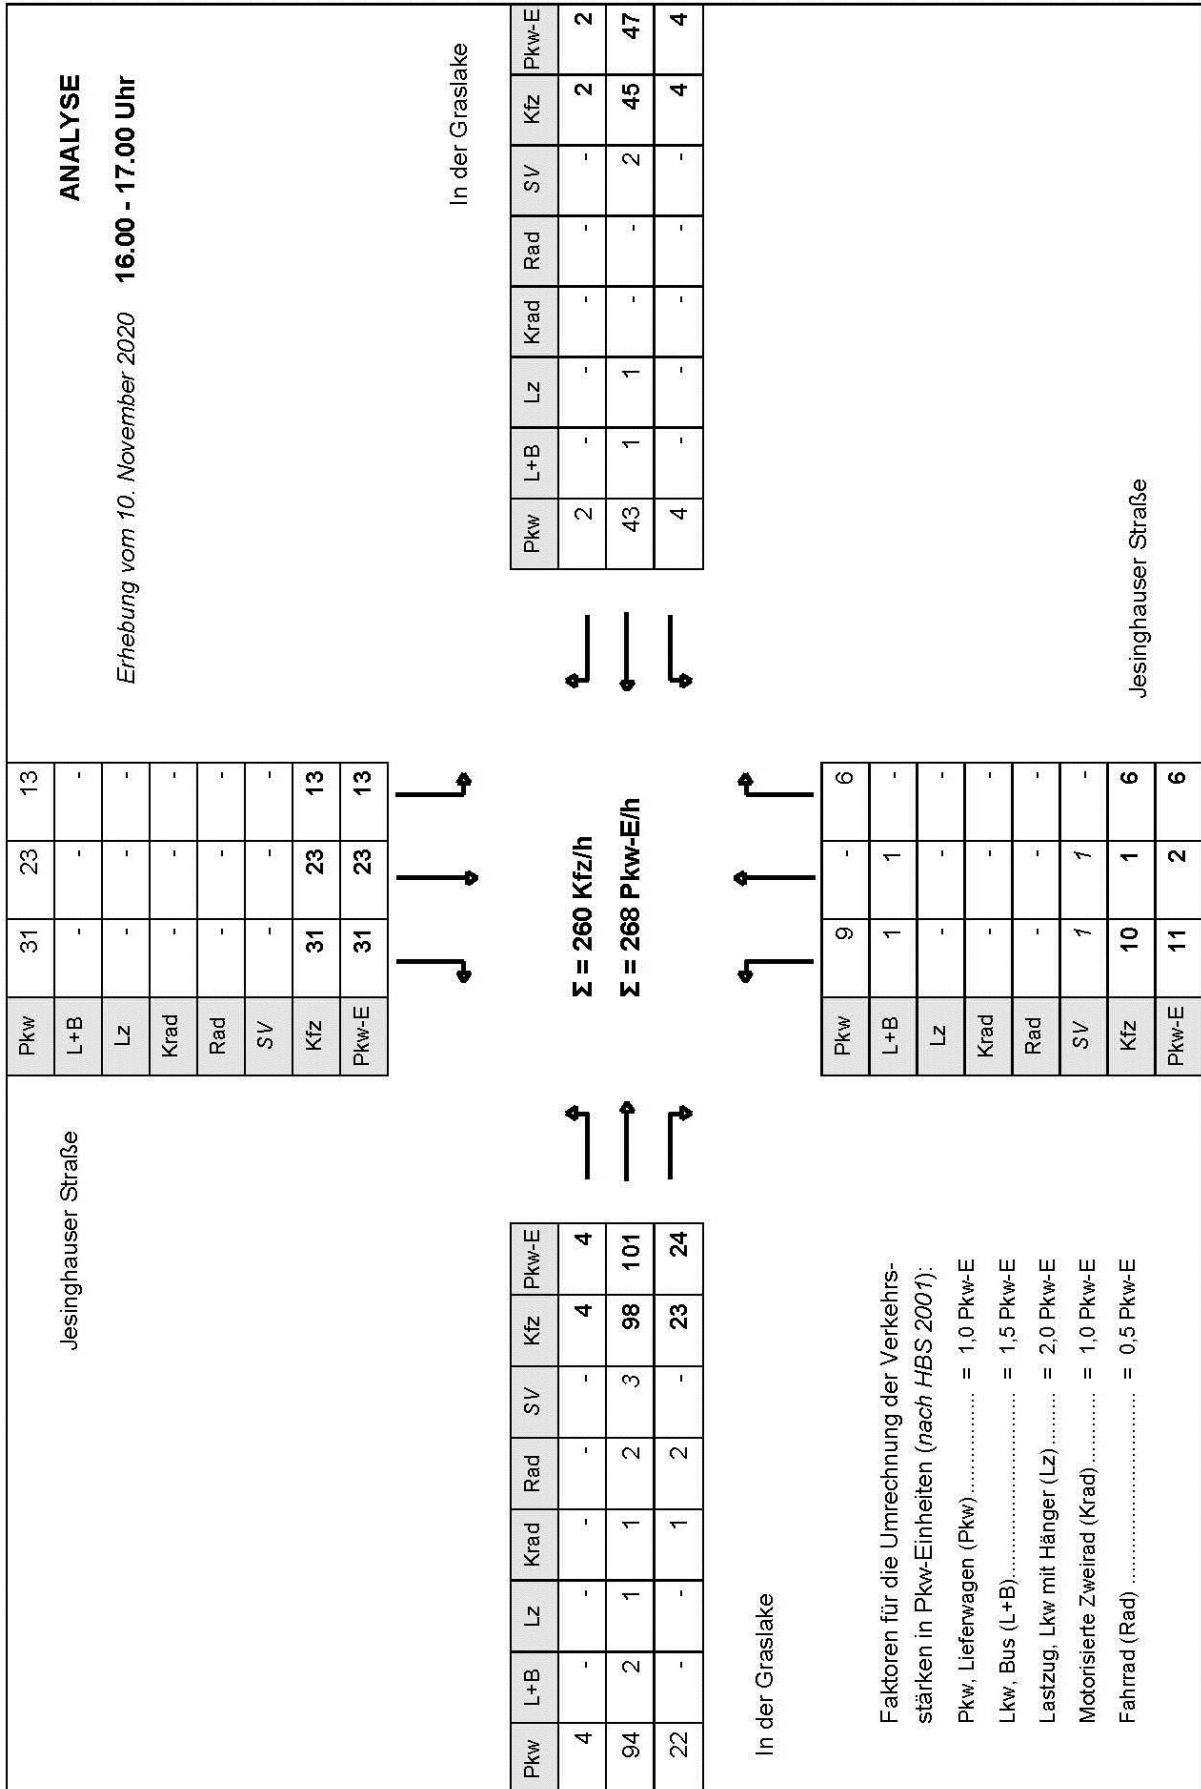 ANALYSE
Erhebung vom 10. November 2020 16.00 - 17.00 Uhr
Jesinghauser Straße
Pkw 31 23 13
L+B - - -
Lz - - -
Krad - - -
Rad - - -
SV - - -
Kfz 31 23 13
Pkw-E 31 23 13
In der Graslake
Pkw L+B Lz Krad Rad SV Kfz Pkw-E
2 - - - - - 2 2
43 1 1 - - 2 45 47
4 - - - - - 4 4
Σ = 260 Kfz/h
Σ = 268 Pkw-E/h
Pkw L+B Lz Krad Rad SV Kfz Pkw-E
4 - - - - - 4 4
94 2 1 1 2 3 98 101
22 - - 1 2 - 23 24
In der Graslake
Pkw 9 - 6
L+B 1 1 -
Lz - - -
Krad - - -
Rad - - -
SV 1 1 -
Kfz 10 1 6
Pkw-E 11 2 6
Jesinghauser Straße
Faktoren für die Umrechnung der Verkehrs-
stärken in Pkw-Einheiten (nach HBS 2001):
Pkw, Lieferwagen (Pkw) ................. = 1,0 Pkw-E
Lkw, Bus (L+B)................................ = 1,5 Pkw-E
Lastzug, Lkw mit Hänger (Lz) ......... = 2,0 Pkw-E
Motorisierte Zweirad (Krad) ............ = 1,0 Pkw-E
Fahrrad (Rad) ................................. = 0,5 Pkw-E